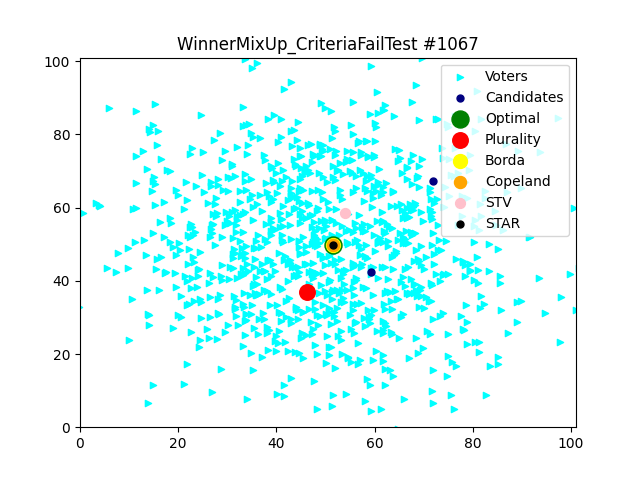 WinnerMixUp_CriteriaFailTest #1067
100
80
60
40
20
0
0
20
40
60
80
100
Voters
Candidates
Optimal
Plurality
Borda
Copeland
STV
STAR